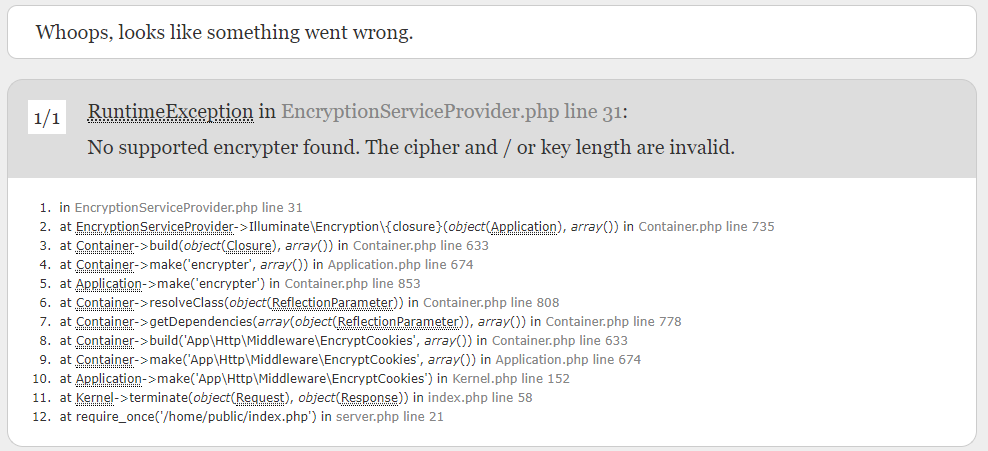 Whoops, looks like something went wrong.
1/1
RuntimeException in EncryptionServiceProvider.php line 31:
No supported encrypter found. The cipher and / or key length are invalid.
1. in EncryptionServiceProvider.php line 31
2. at EncryptionServiceProvider->Illuminate\Encryption\{closure}(object(Application), array()) in Container.php line 735
3. at Container->build(object(Closure), array()) in Container.php line 633
4. at Container->make('encrypter', array()) in Application.php line 674
5. at Application->make('encrypter') in Container.php line 853
6. at Container->resolveClass(object(ReflectionParameter)) in Container.php line 808
7. at Container->getDependencies(array(object(ReflectionParameter)), array()) in Container.php line 778
8. at Container->build('App\Http\Middleware\EncryptCookies', array()) in Container.php line 633
9. at Container->make('App\Http\Middleware\EncryptCookies', array()) in Application.php line 674
10. at Application->make('App\Http\Middleware\EncryptCookies') in Kernel.php line 152
11. at Kernel->terminate(object(Request), object(Response)) in index.php line 58
12. at require_once('/home/public/index.php') in server.php line 21